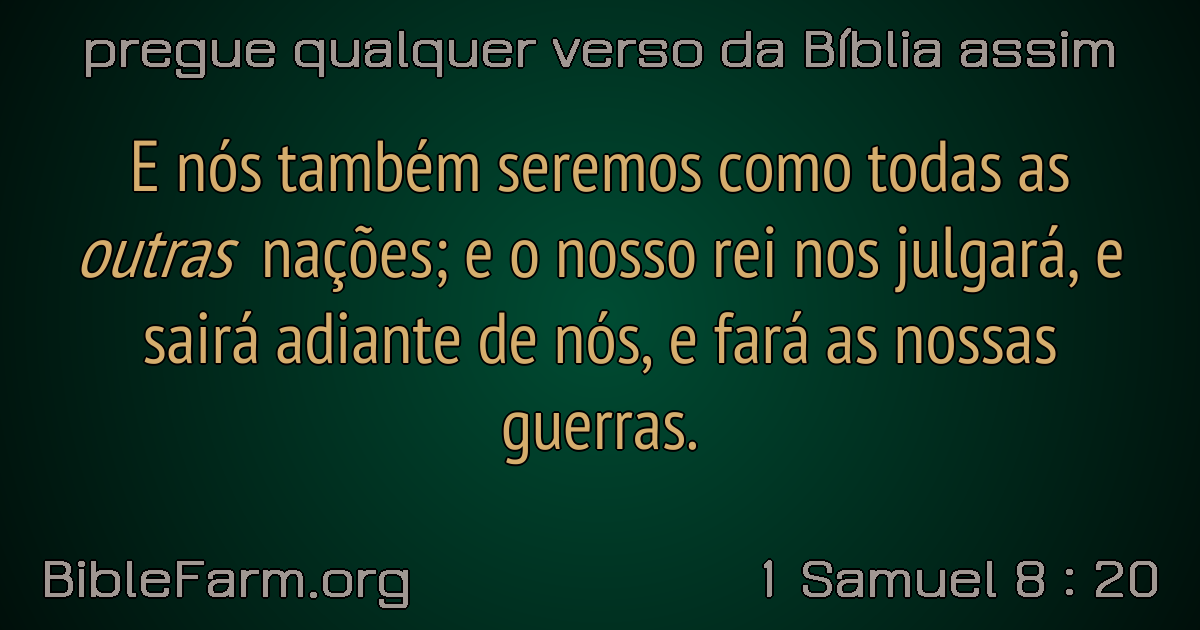 pregue qualquer verso da Bíblia assim
E nós também seremos como todas as
outras nações; e o nosso rei nos julgará, e
sairá adiante de nós, e fará as nossas
guerras.
BibleFarm.org
1 Samuel 8 : 20